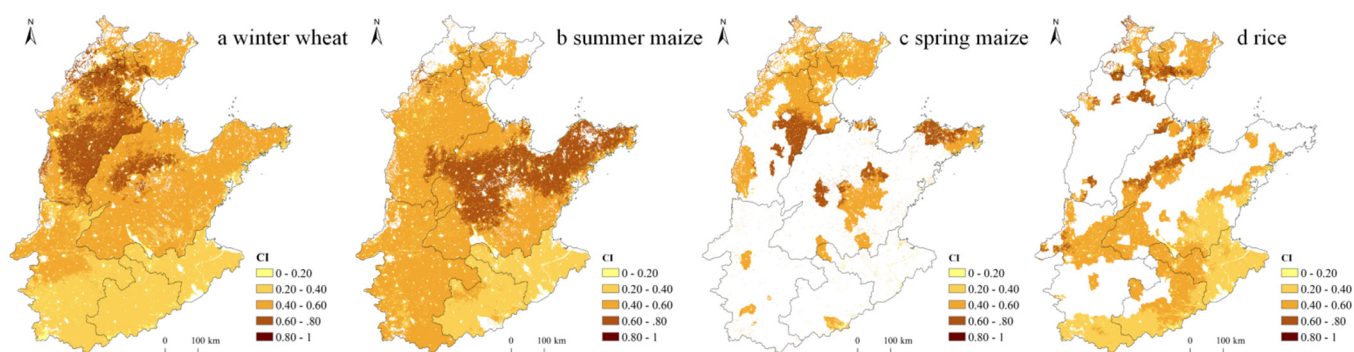 N
a winter wheat
CI
0 - 0.20
0.20 - 0.40
0.40 - 0.60
0.60 - .80
0.80 - 1
0 100 km
N
b summer maize
CI
0 - 0.20
0.20 - 0.40
0.40 - 0.60
0.60 - .80
0.80 - 1
0 100 km
N
c spring maize
CI
0 - 0.20
0.20 - 0.40
0.40 - 0.60
0.60 - .80
0.80 - 1
0 100 km
N
d rice
CI
0 - 0.20
0.20 - 0.40
0.40 - 0.60
0.60 - .80
0.80 - 1
0 100 km